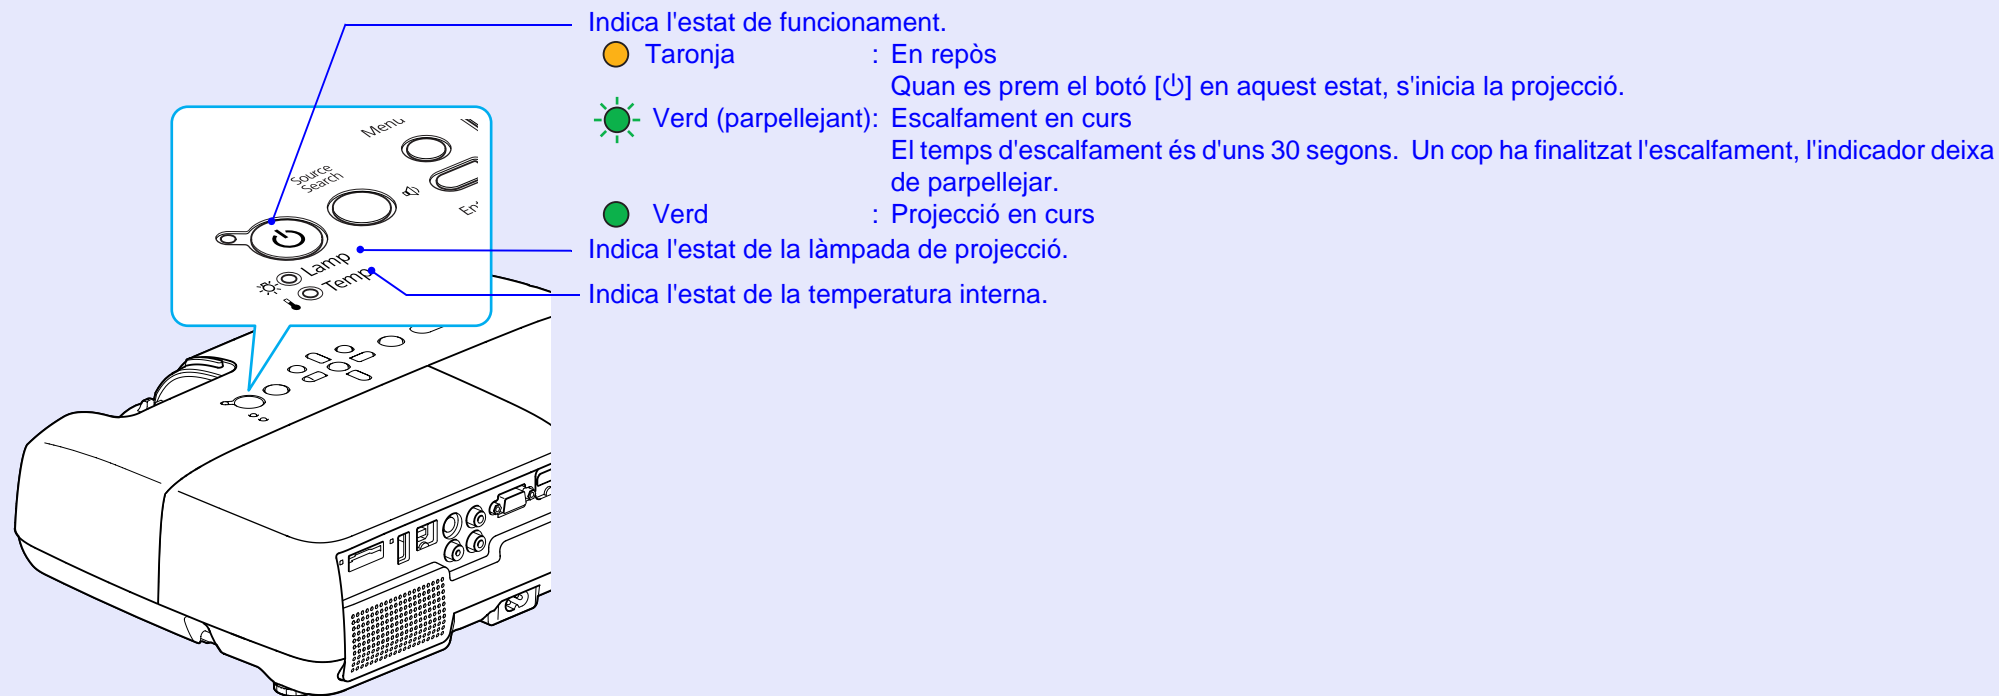 Indica l'estat de funcionament.
Taronja : En repòs
Quan es prem el botó [⏻] en aquest estat, s'inicia la projecció.
Verd (parpellejant): Escalfament en curs
El temps d'escalfament és d'uns 30 segons. Un cop ha finalitzat l'escalfament, l'indicador deixa
de parpellejar.
Verd : Projecció en curs
Indica l'estat de la làmpada de projecció.
Indica l'estat de la temperatura interna.
Menu
Source
Search
Lamp
Temp